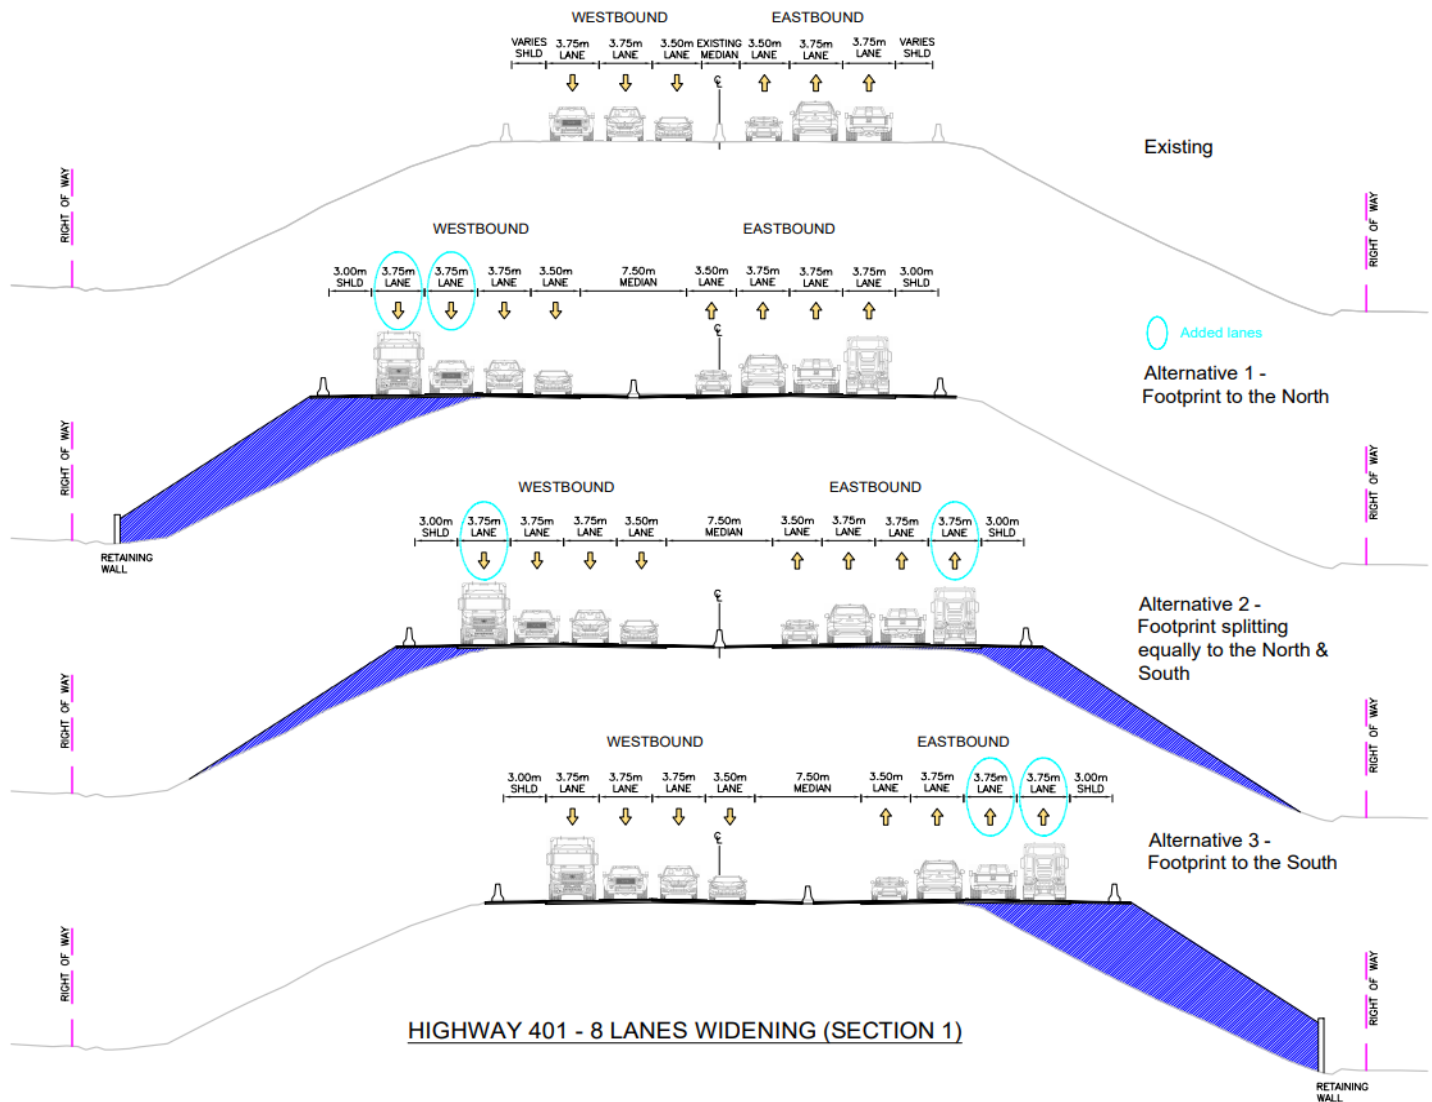 WESTBOUND
EASTBOUND
VARIES SHLD
3.75m LANE
3.75m LANE
3.50m LANE
EXISTING MEDIAN
3.50m LANE
3.75m LANE
3.75m LANE
VARIES SHLD
℄
Existing
RIGHT OF WAY
RIGHT OF WAY
WESTBOUND
EASTBOUND
3.00m SHLD
3.75m LANE
3.75m LANE
3.75m LANE
3.50m LANE
7.50m MEDIAN
3.50m LANE
3.75m LANE
3.75m LANE
3.75m LANE
3.00m SHLD
℄
Added lanes
Alternative 1 -
Footprint to the North
RIGHT OF WAY
RIGHT OF WAY
RETAINING
WALL
WESTBOUND
EASTBOUND
3.00m SHLD
3.75m LANE
3.75m LANE
3.75m LANE
3.50m LANE
7.50m MEDIAN
3.50m LANE
3.75m LANE
3.75m LANE
3.75m LANE
3.00m SHLD
℄
Alternative 2 -
Footprint splitting
equally to the North &
South
RIGHT OF WAY
RIGHT OF WAY
WESTBOUND
EASTBOUND
3.00m SHLD
3.75m LANE
3.75m LANE
3.75m LANE
3.50m LANE
7.50m MEDIAN
3.50m LANE
3.75m LANE
3.75m LANE
3.75m LANE
3.00m SHLD
℄
Alternative 3 -
Footprint to the South
RIGHT OF WAY
RIGHT OF WAY
HIGHWAY 401 - 8 LANES WIDENING (SECTION 1)
RETAINING
WALL